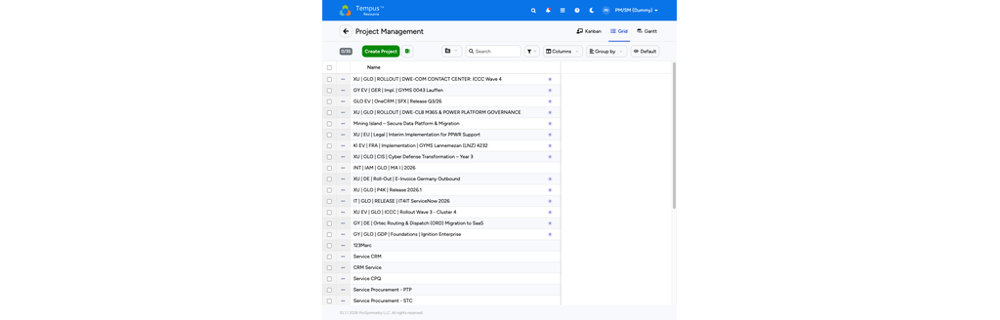 Tempus™
Resource
PM/SM (Dummy)
Project Management
Kanban
Grid
Gantt
0/35
Create Project
Search
Columns
Group by
Default
Name
XU | GLO | ROLLOUT | DWE-COM CONTACT CENTER: ICCC Wave 4
GY EV | GER | Impl. | GYMS 0043 Lauffen
GLO EV | OneCRM | SFX | Release Q3/26
XU | GLO | ROLLOUT | DWE-CLB M365 & POWER PLATFORM GOVERNANCE
Mining Island – Secure Data Platform & Migration
XU | EU | Legal | Interim Implementation for PPWR Support
KI EV | FRA | Implementation | GYMS Lannemezan (LNZ) 4232
XU | GLO | CIS | Cyber Defense Transformation – Year 3
INT | IAM | GLO | MA I | 2026
XU | DE | Roll-Out | E-Invoice Germany Outbound
XU | GLO | P4K | Release 2026.1
IT | GLO | RELEASE | IT4IT ServiceNow 2026
XU EV | GLO | ICCC | Rollout Wave 3 - Cluster 4
GY | DE | Ortec Routing & Dispatch (ORD) Migration to SaaS
GY | GLO | GDP | Foundations | Ignition Enterprise
123Marc
Service CRM
CRM Service
Service CPQ
Service Procurement - PTP
Service Procurement - STC
© 2026 ProSymmetry LLC. All rights reserved.